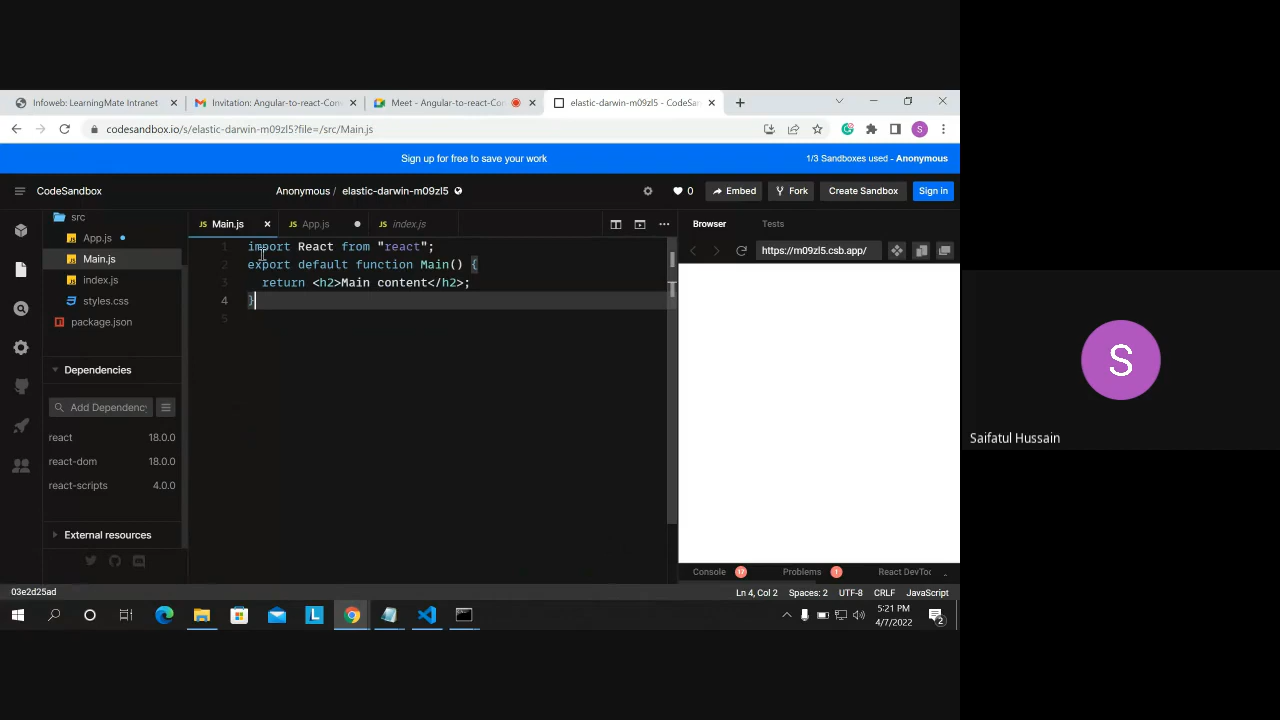 Infoweb: LearningMate Intranet
Invitation: Angular-to-react-Conv
Meet - Angular-to-react-Con
elastic-darwin-m09zl5 - CodeSan
codesandbox.io/s/elastic-darwin-m09zl5?file=/src/Main.js
S
Sign up for free to save your work
1/3 Sandboxes used - Anonymous
CodeSandbox
Anonymous / elastic-darwin-m09zl5
0
Embed
Fork
Create Sandbox
Sign in
src
App.js
Main.js
index.js
styles.css
package.json
Dependencies
Add Dependency
react 18.0.0
react-dom 18.0.0
react-scripts 4.0.0
External resources
Main.js
App.js
index.js
1 import React from "react";
2 export default function Main() {
3 return <h2>Main content</h2>;
4 }
5
Browser
Tests
https://m09zl5.csb.app/
Console 17
Problems 1
React DevToo
03e2d25ad
Ln 4, Col 2
Spaces: 2
UTF-8
CRLF
JavaScript
L
5:21 PM
4/7/2022
2
S
Saifatul Hussain